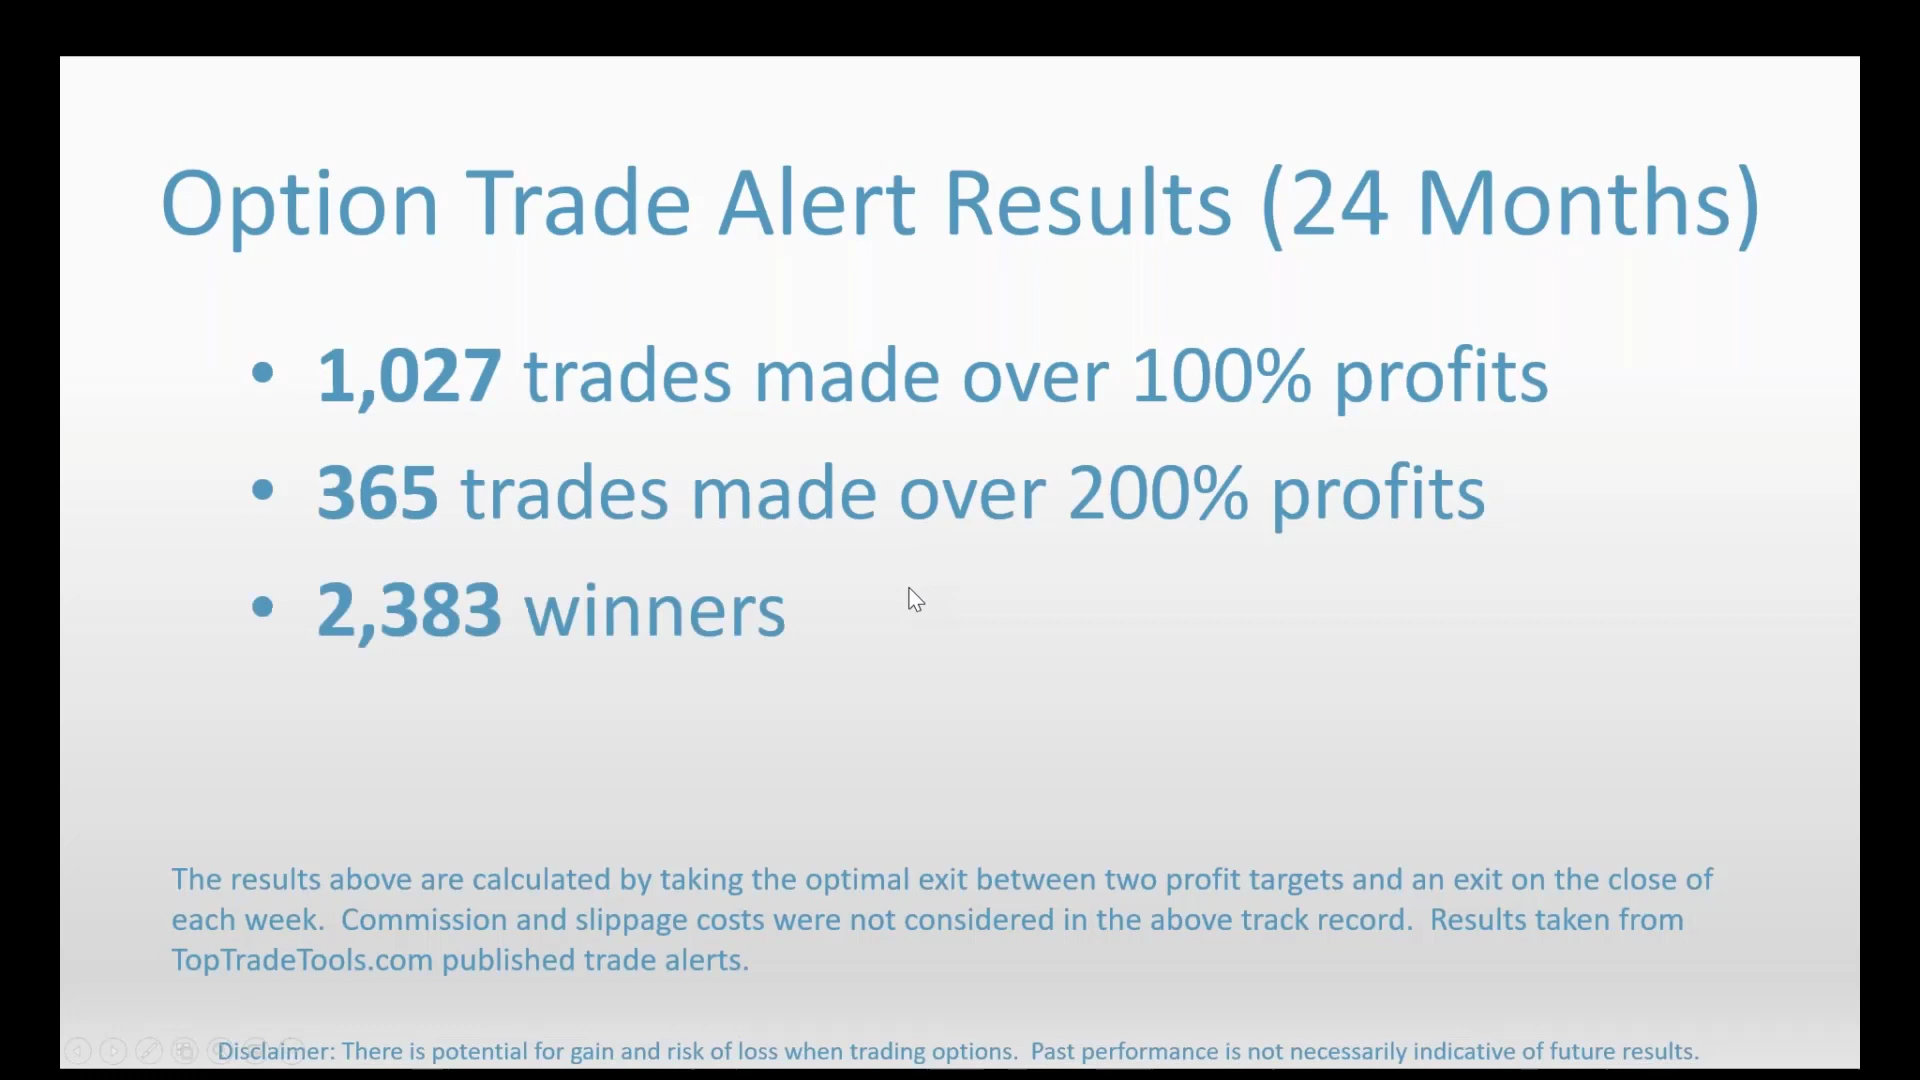 Option Trade Alert Results (24 Months)
• 1,027 trades made over 100% profits
• 365 trades made over 200% profits
• 2,383 winners
The results above are calculated by taking the optimal exit between two profit targets and an exit on the close of
each week.  Commission and slippage costs were not considered in the above track record.  Results taken from
TopTradeTools.com published trade alerts.
Disclaimer: There is potential for gain and risk of loss when trading options.  Past performance is not necessarily indicative of future results.